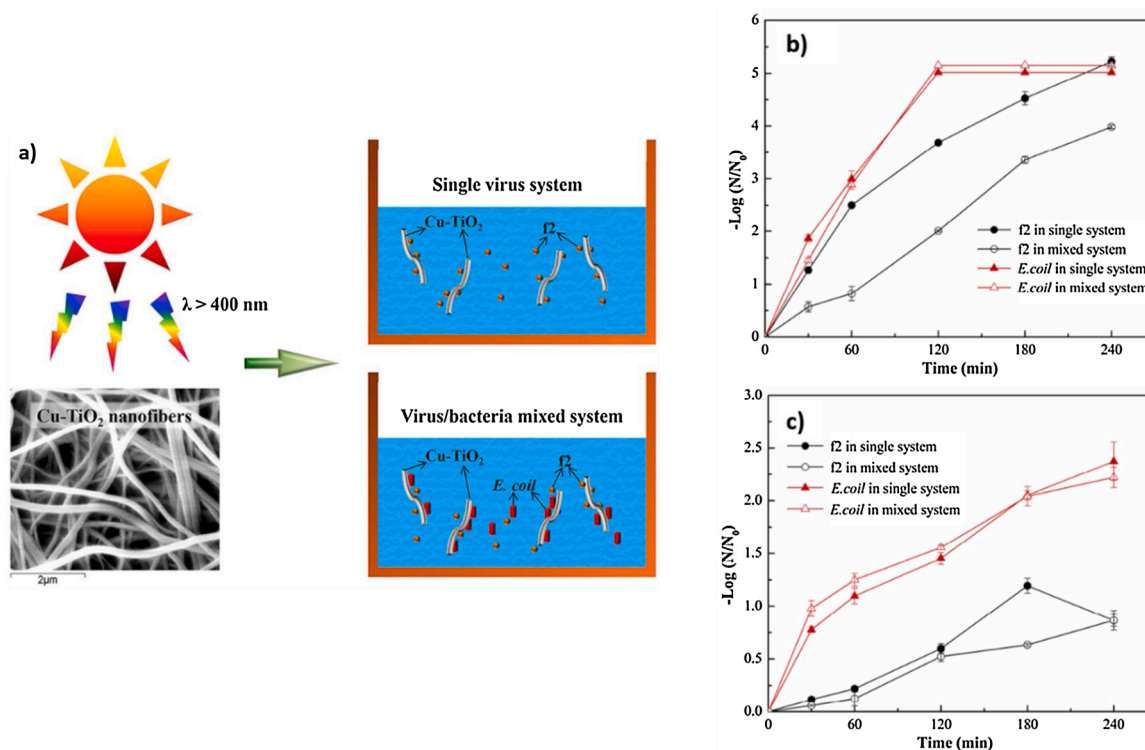 a)
λ > 400 nm
Cu-TiO₂ nanofibers
2μm
Single virus system
Cu-TiO₂
f2
Virus/bacteria mixed system
Cu-TiO₂
E. coil
f2
b)
-Log (N/N₀)
6
5
4
3
2
1
0
f2 in single system
f2 in mixed system
E.coil in single system
E.coil in mixed system
0 60 120 180 240
Time (min)
c)
-Log (N/N₀)
3.0
2.5
2.0
1.5
1.0
0.5
0.0
f2 in single system
f2 in mixed system
E.coil in single system
E.coil in mixed system
0 60 120 180 240
Time (min)